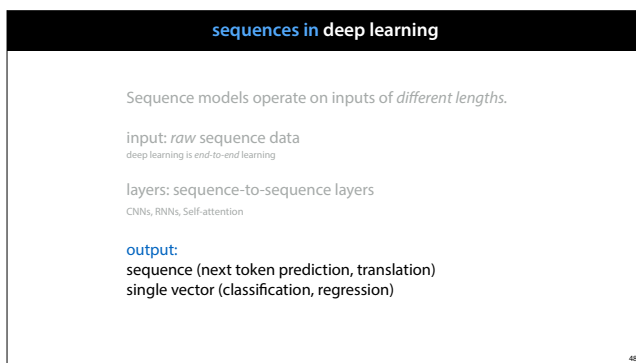 sequences in deep learning
Sequence models operate on inputs of different lengths.
input: raw sequence data
deep learning is end-to-end learning
layers: sequence-to-sequence layers
CNNs, RNNs, Self-attention
output:
sequence (next token prediction, translation)
single vector (classification, regression)
48